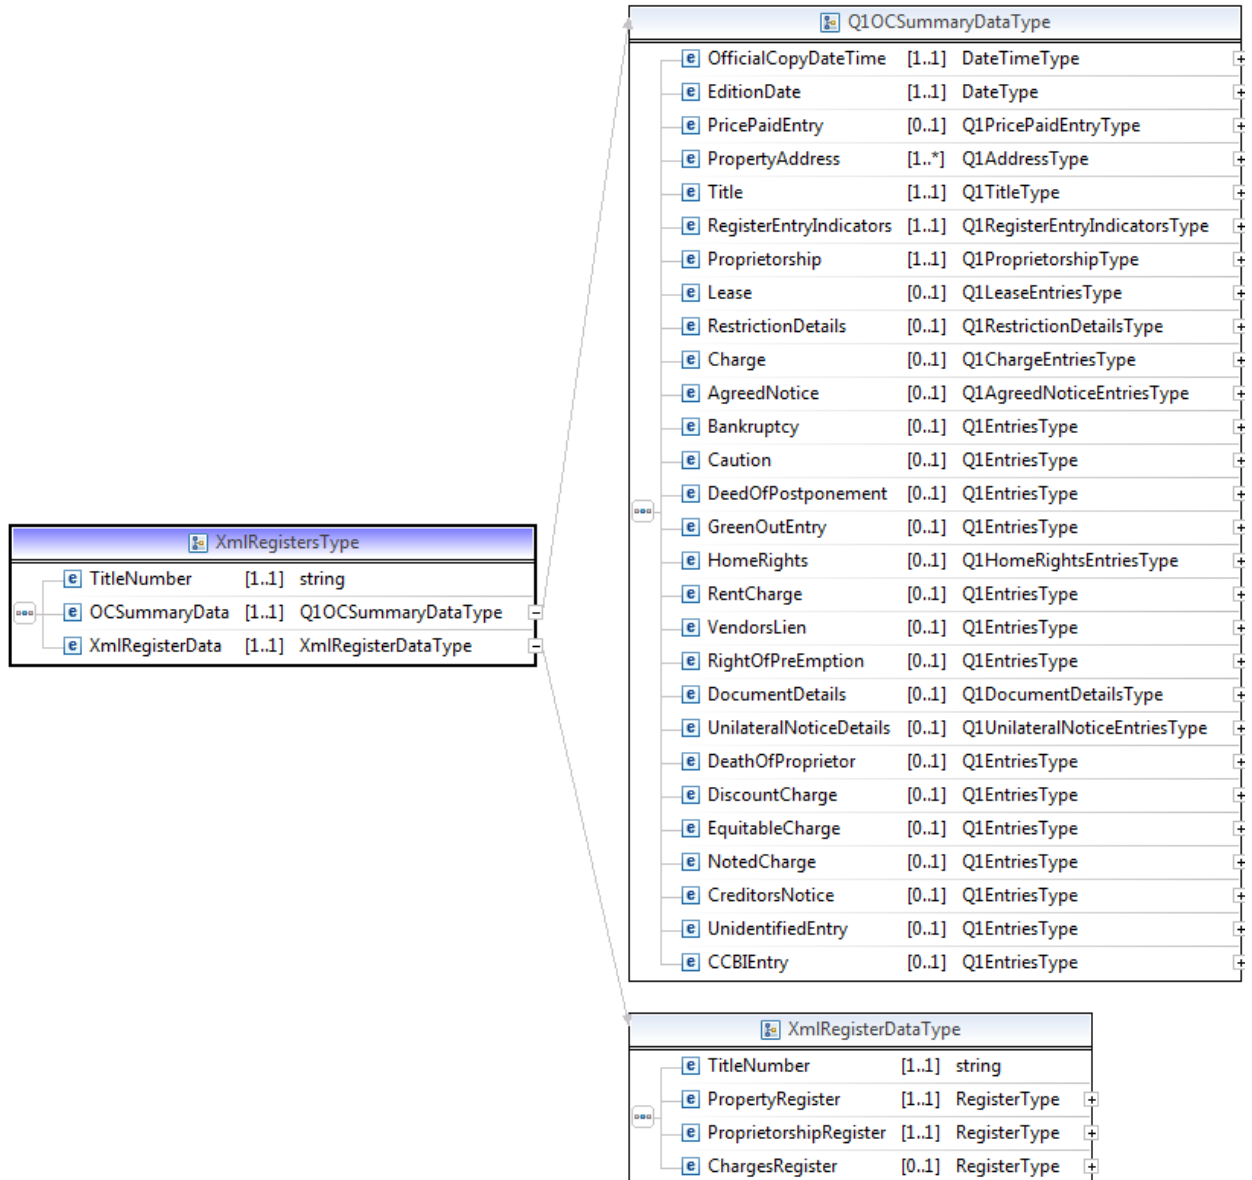 XmlRegistersType
TitleNumber [1..1] string
OCSummaryData [1..1] Q1OCSummaryDataType
XmlRegisterData [1..1] XmlRegisterDataType
Q1OCSummaryDataType
OfficialCopyDateTime [1..1] DateTimeType
EditionDate [1..1] DateType
PricePaidEntry [0..1] Q1PricePaidEntryType
PropertyAddress [1..*] Q1AddressType
Title [1..1] Q1TitleType
RegisterEntryIndicators [1..1] Q1RegisterEntryIndicatorsType
Proprietorship [1..1] Q1ProprietorshipType
Lease [0..1] Q1LeaseEntriesType
RestrictionDetails [0..1] Q1RestrictionDetailsType
Charge [0..1] Q1ChargeEntriesType
AgreedNotice [0..1] Q1AgreedNoticeEntriesType
Bankruptcy [0..1] Q1EntriesType
Caution [0..1] Q1EntriesType
DeedOfPostponement [0..1] Q1EntriesType
GreenOutEntry [0..1] Q1EntriesType
HomeRights [0..1] Q1HomeRightsEntriesType
RentCharge [0..1] Q1EntriesType
VendorsLien [0..1] Q1EntriesType
RightOfPreEmption [0..1] Q1EntriesType
DocumentDetails [0..1] Q1DocumentDetailsType
UnilateralNoticeDetails [0..1] Q1UnilateralNoticeEntriesType
DeathOfProprietor [0..1] Q1EntriesType
DiscountCharge [0..1] Q1EntriesType
EquitableCharge [0..1] Q1EntriesType
NotedCharge [0..1] Q1EntriesType
CreditorsNotice [0..1] Q1EntriesType
UnidentifiedEntry [0..1] Q1EntriesType
CCBIEntry [0..1] Q1EntriesType
XmlRegisterDataType
TitleNumber [1..1] string
PropertyRegister [1..1] RegisterType
ProprietorshipRegister [1..1] RegisterType
ChargesRegister [0..1] RegisterType